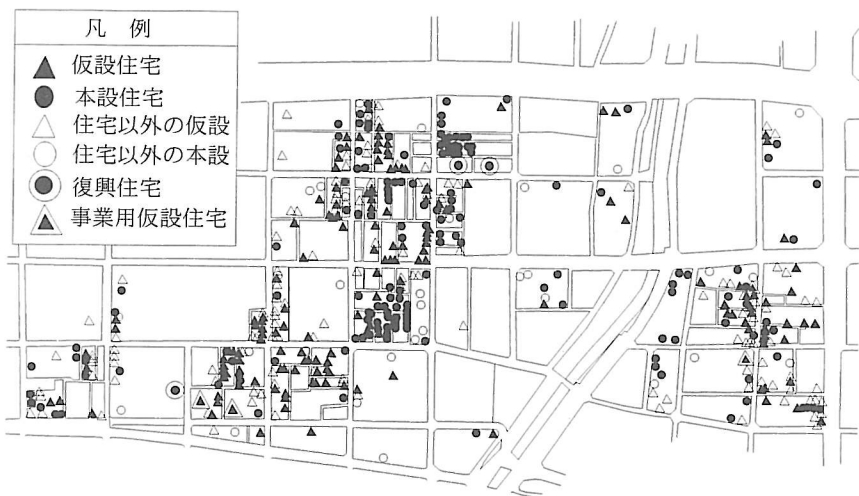 凡 例
仮設住宅
本設住宅
住宅以外の仮設
住宅以外の本設
復興住宅
事業用仮設住宅